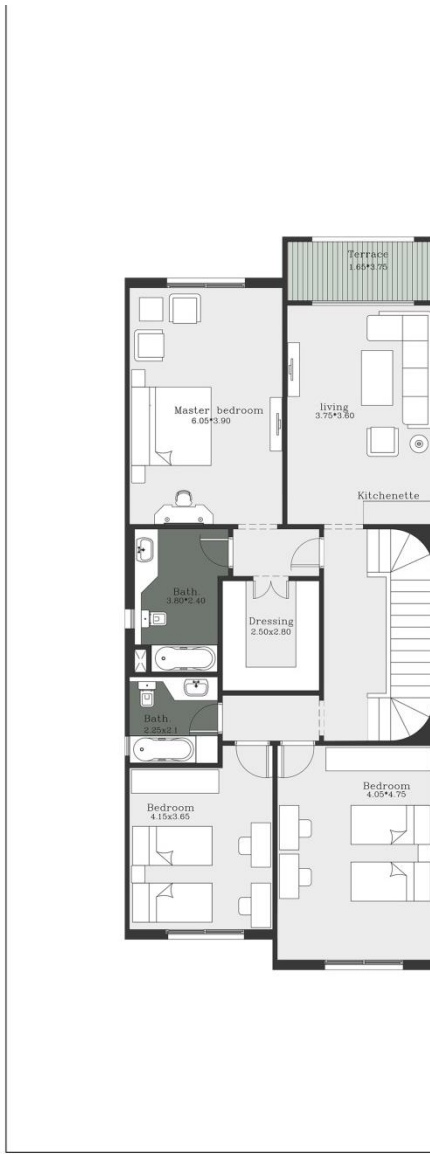 Terrace
1.65*3.75
Master bedroom
6.05*3.90
living
3.75*3.60
Kitchenette
Bath.
3.80*2.40
Dressing
2.50x2.80
Bath.
2.25x2.1
Bedroom
4.15x3.65
Bedroom
4.05*4.75